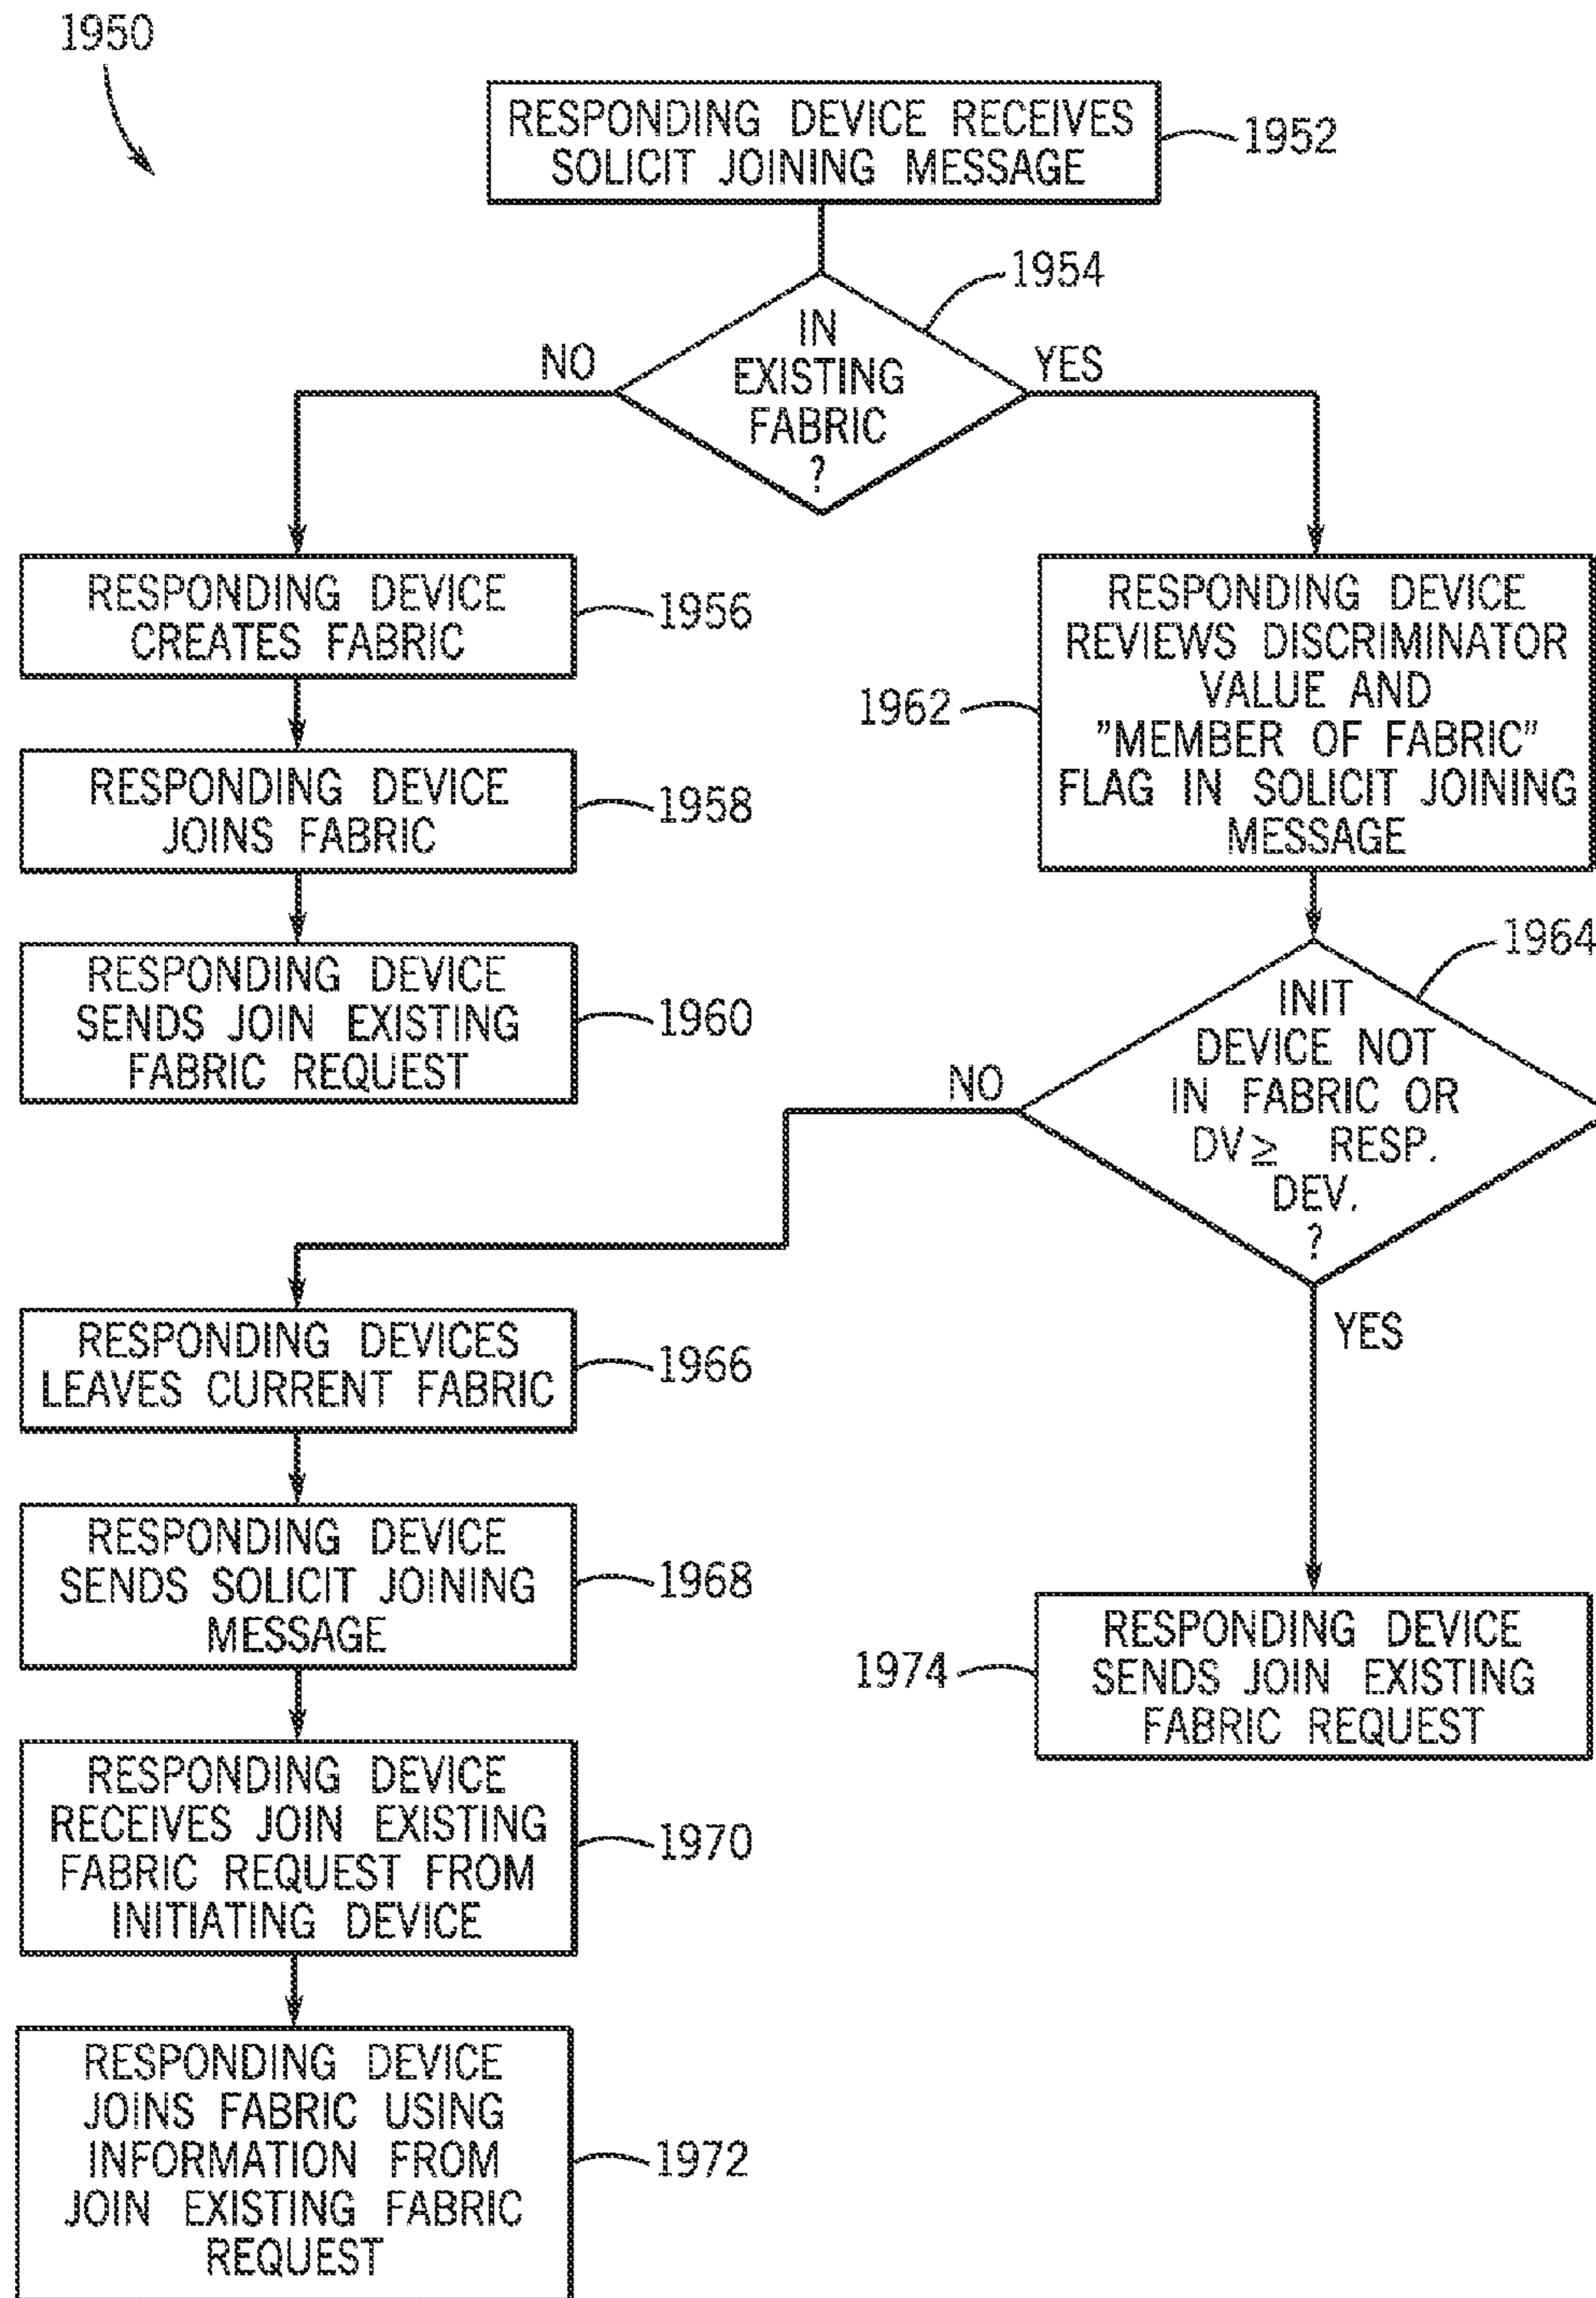 1950
RESPONDING DEVICE RECEIVES
SOLICIT JOINING MESSAGE
1952
1954
IN
EXISTING
FABRIC
?
NO
YES
RESPONDING DEVICE
CREATES FABRIC
1956
RESPONDING DEVICE
JOINS FABRIC
1958
RESPONDING DEVICE
SENDS JOIN EXISTING
FABRIC REQUEST
1960
RESPONDING DEVICE
REVIEWS DISCRIMINATOR
VALUE AND
"MEMBER OF FABRIC"
FLAG IN SOLICIT JOINING
MESSAGE
1962
1964
INIT
DEVICE NOT
IN FABRIC OR
DV≥ RESP.
DEV.
?
NO
YES
RESPONDING DEVICES
LEAVES CURRENT FABRIC
1966
RESPONDING DEVICE
SENDS SOLICIT JOINING
MESSAGE
1968
RESPONDING DEVICE
RECEIVES JOIN EXISTING
FABRIC REQUEST FROM
INITIATING DEVICE
1970
RESPONDING DEVICE
JOINS FABRIC USING
INFORMATION FROM
JOIN EXISTING FABRIC
REQUEST
1972
1974
RESPONDING DEVICE
SENDS JOIN EXISTING
FABRIC REQUEST